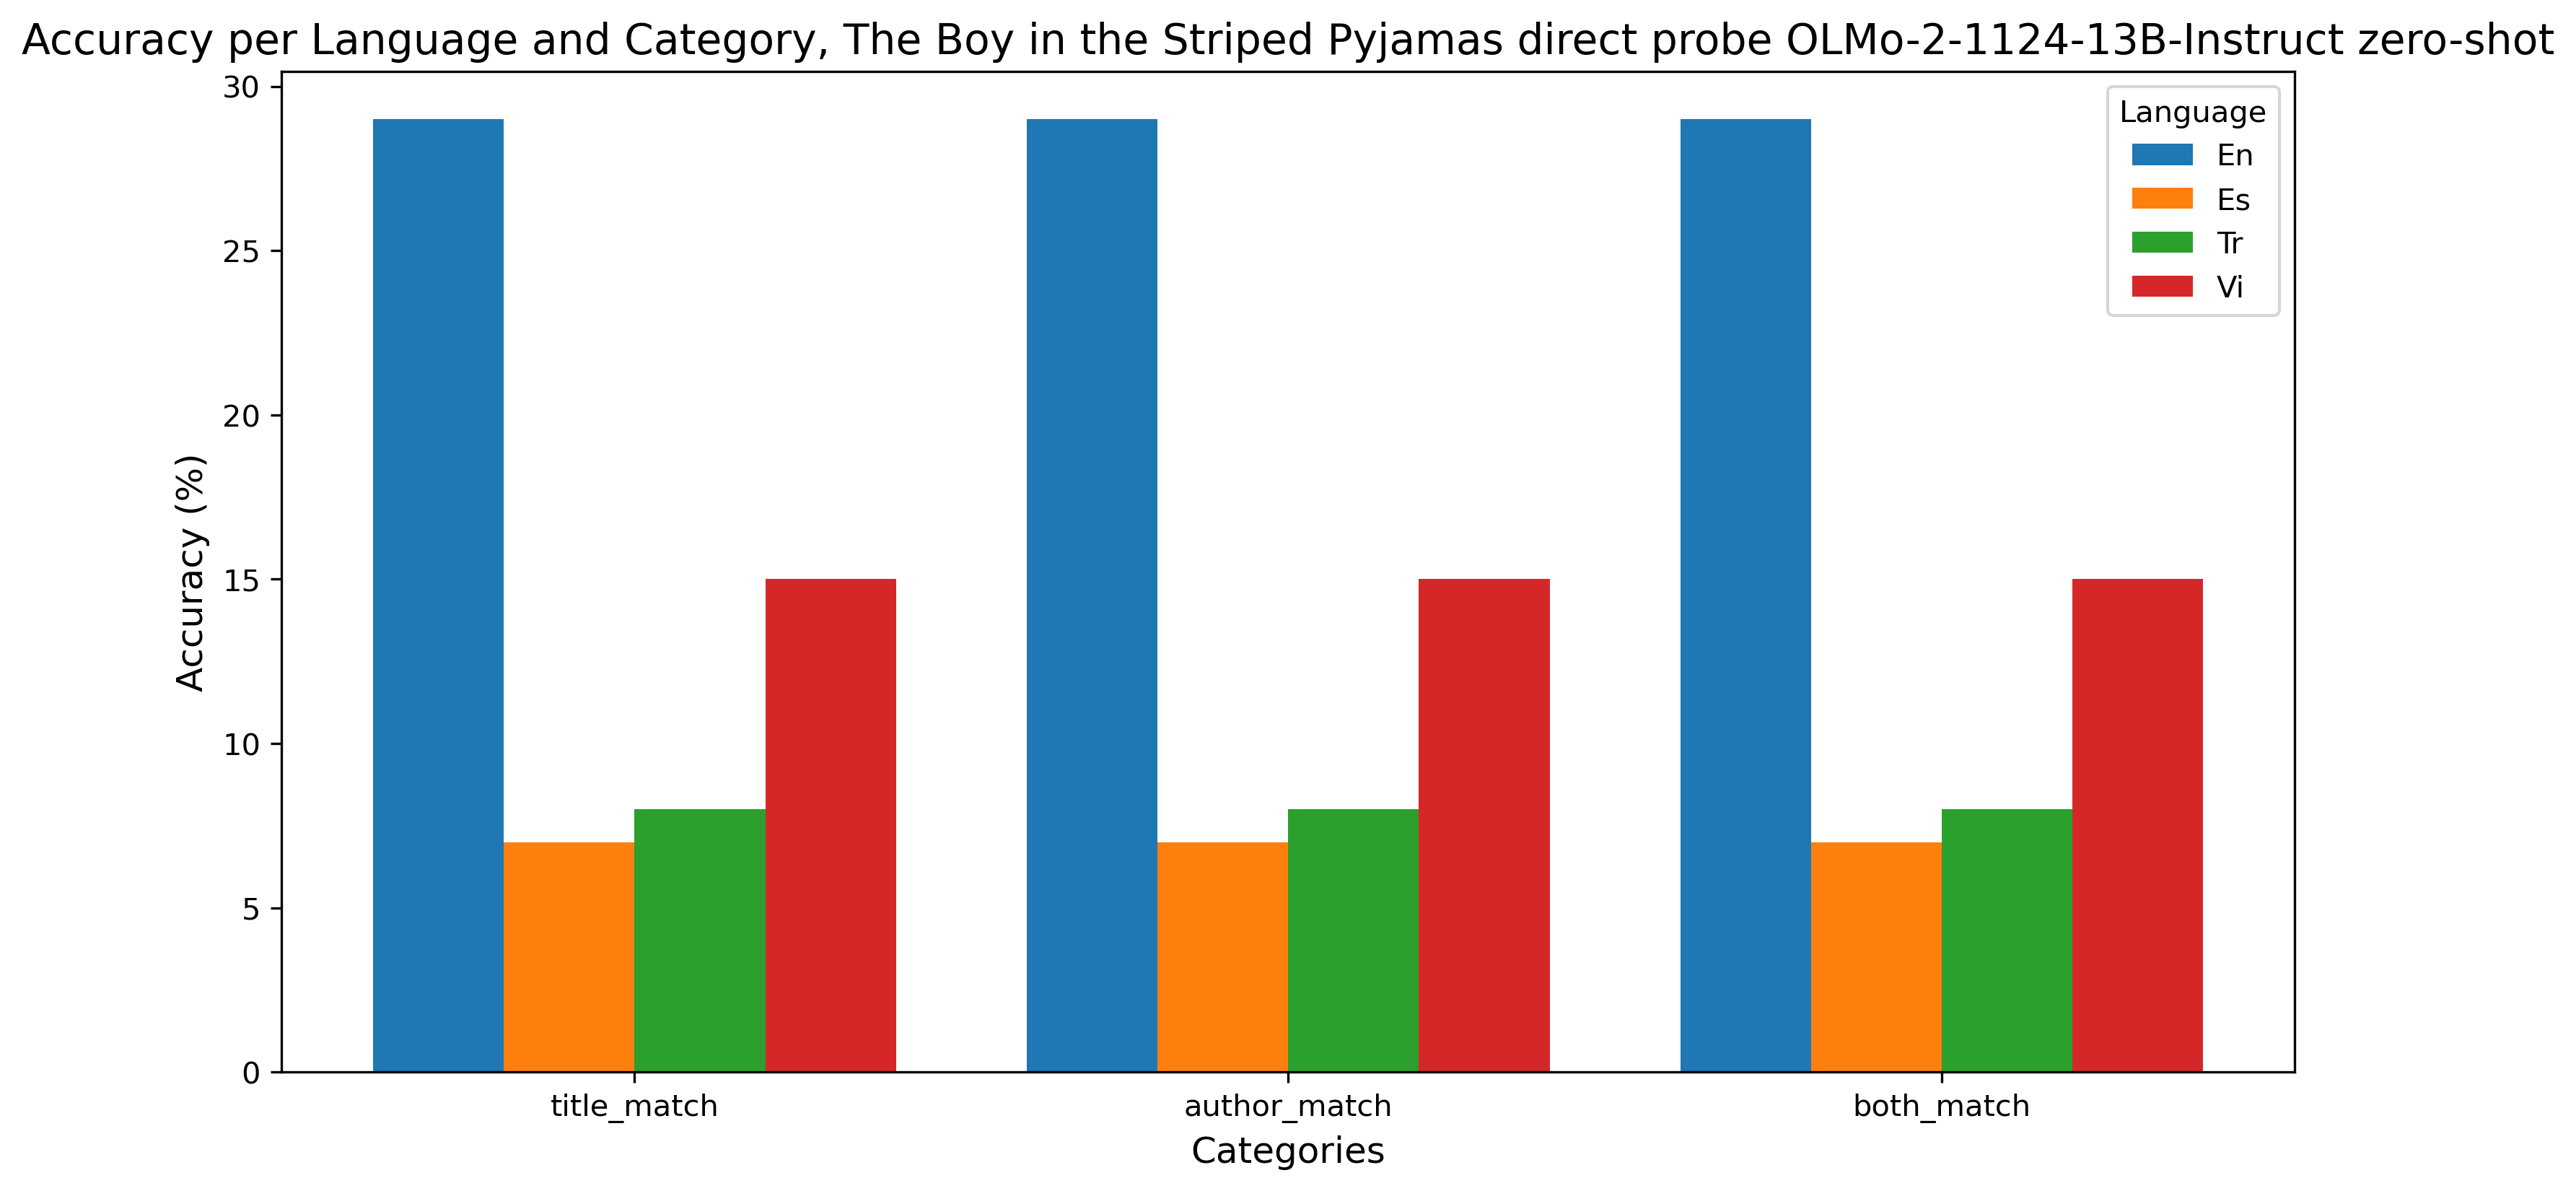 Accuracy per Language and Category, The Boy in the Striped Pyjamas direct probe OLMo-2-1124-13B-Instruct zero-shot
Accuracy (%)
30
25
20
15
10
5
0
Language
En
Es
Tr
Vi
title_match
author_match
both_match
Categories